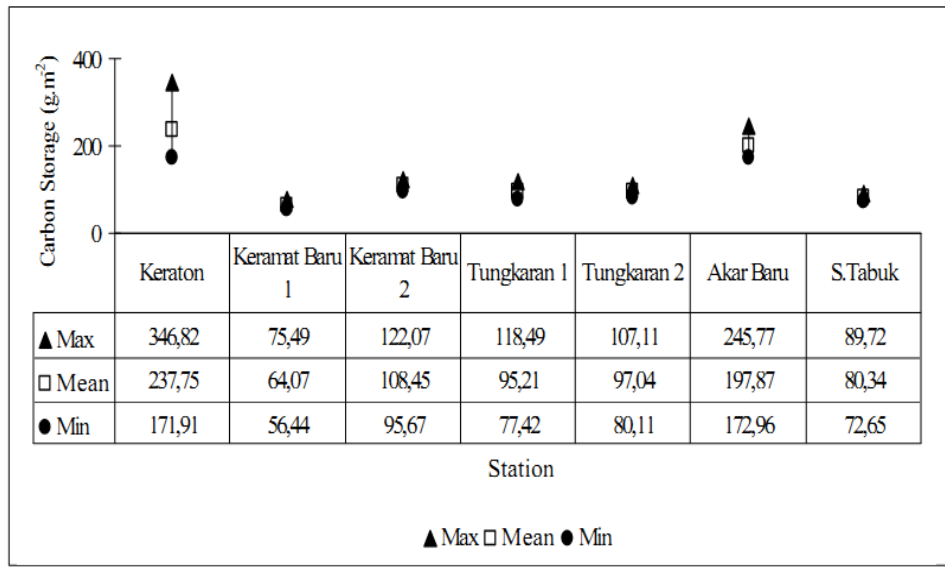 Carbon Storage (g.m-2)
400
200
0
Keraton Keramat Baru 1 Keramat Baru 2 Tungkaran 1 Tungkaran 2 Akar Baru S.Tabuk
▲ Max 346,82 75,49 122,07 118,49 107,11 245,77 89,72
□ Mean 237,75 64,07 108,45 95,21 97,04 197,87 80,34
● Min 171,91 56,44 95,67 77,42 80,11 172,96 72,65
Station
▲ Max □ Mean ● Min